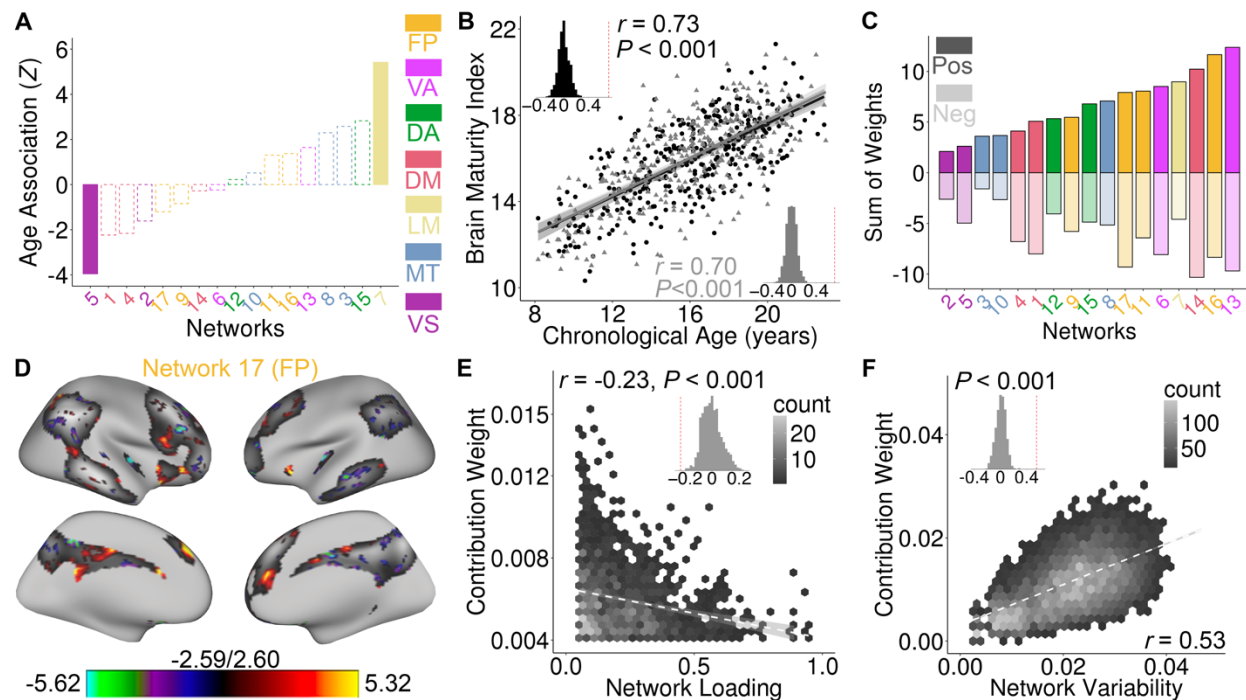 A
6
4
2
0
-2
-4
Age Association (Z)
5 1 4 2 17 9 14 6 12 10 11 16 13 8 3 15 7
Networks
FP
VA
DA
DM
LM
MT
VS
B
22
19
16
13
10
Brain Maturity Index
r = 0.73
P < 0.001
-0.40 0.4
r = 0.70
P<0.001
-0.40 0.4
8 12 16 20
Chronological Age (years)
C
Pos
Neg
10
5
0
-5
-10
Sum of Weights
2 5 3 10 4 1 12 9 15 8 17 11 6 7 14 16 13
Networks
D
Network 17 (FP)
-2.59/2.60
-5.62
5.32
E
r = -0.23, P < 0.001
0.015
0.012
0.008
0.004
Contribution Weight
count
20
10
-0.2 0 0.2
0.0 0.5 1.0
Network Loading
F
P < 0.001
0.04
0.02
0.00
Contribution Weight
count
100
50
-0.4 0 0.4
r = 0.53
0.00 0.02 0.04
Network Variability